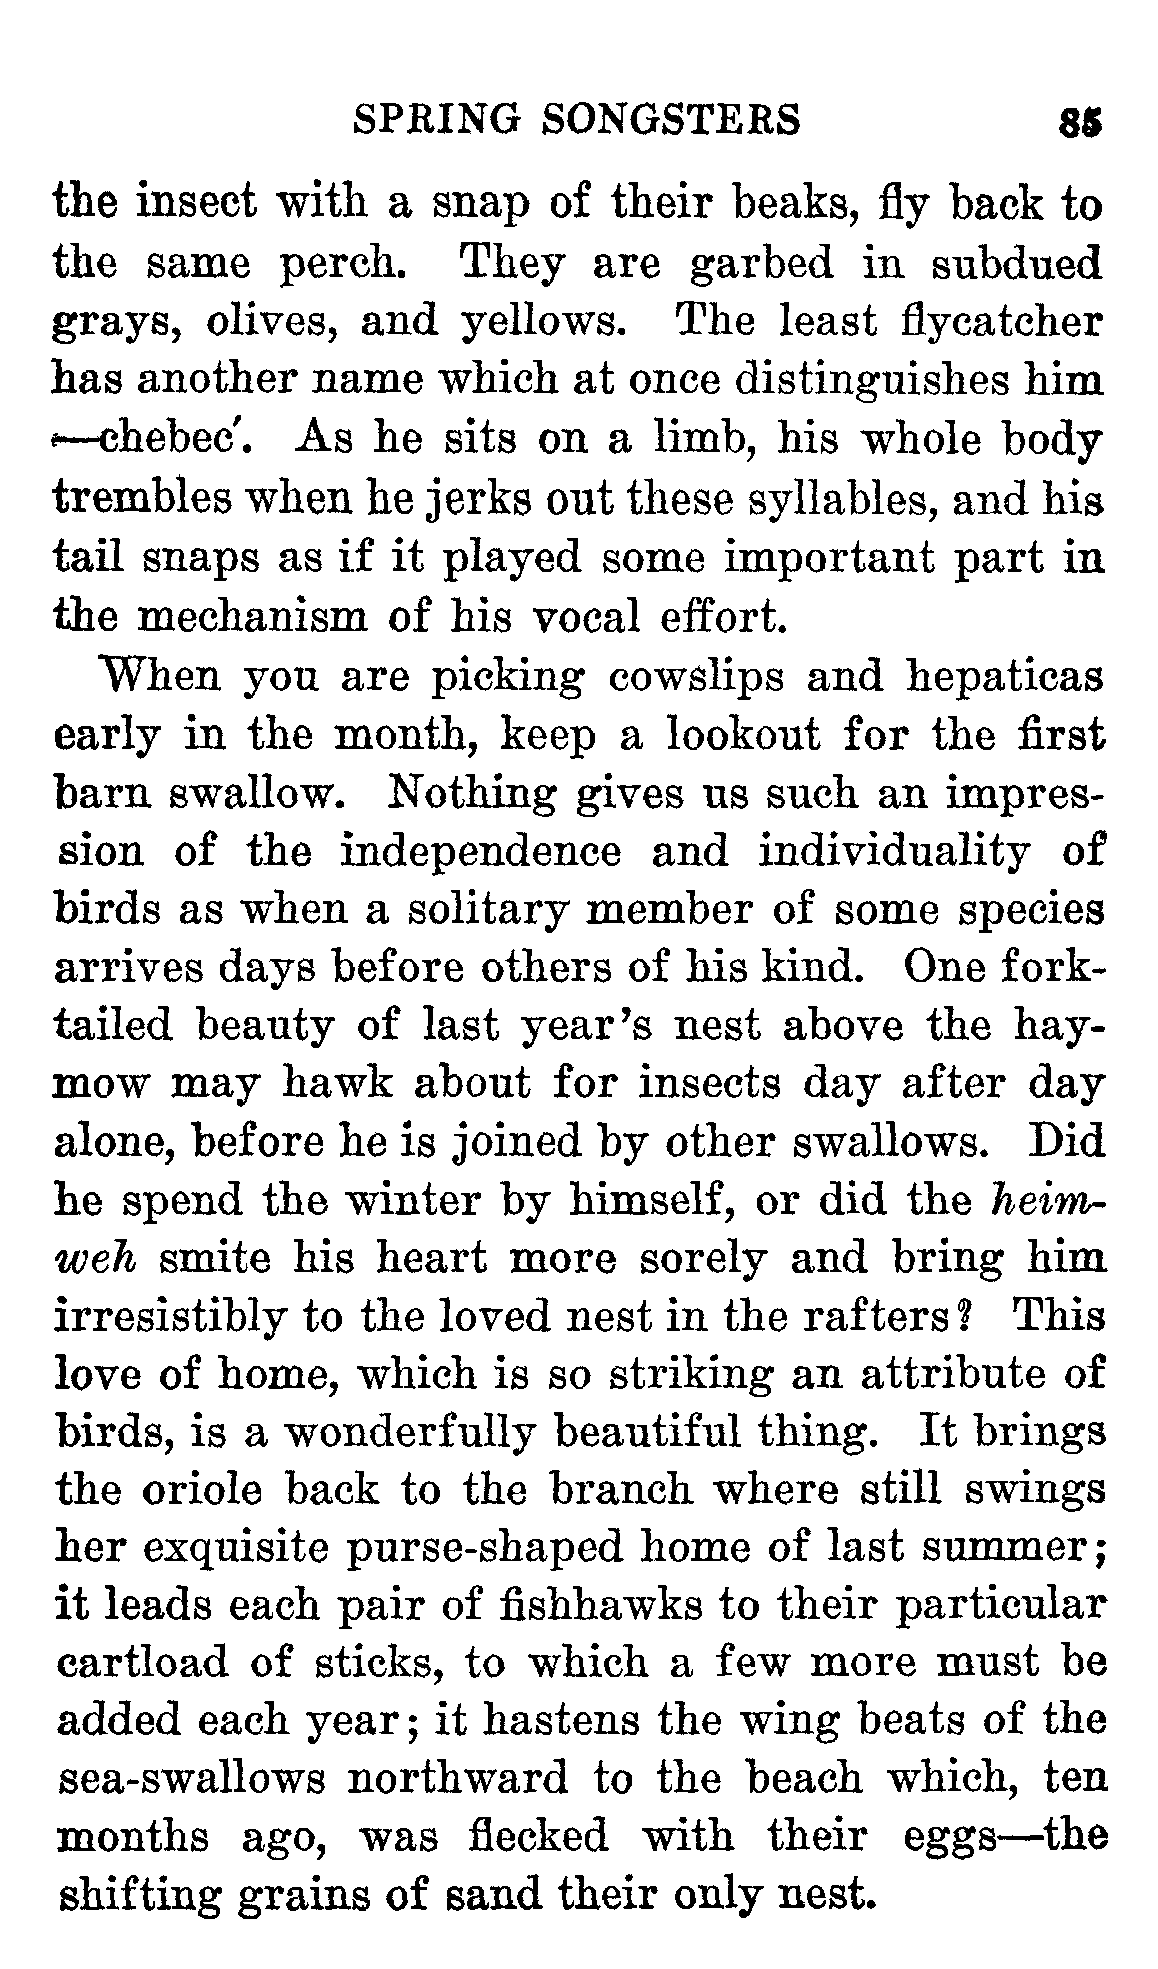 SPRING SONGSTERS 85
the insect with a snap of their beaks, fly back to
the same perch. They are garbed in subdued
grays, olives, and yellows. The least flycatcher
has another name which at once distinguishes him
—chebec′. As he sits on a limb, his whole body
trembles when he jerks out these syllables, and his
tail snaps as if it played some important part in
the mechanism of his vocal effort.
When you are picking cowslips and hepaticas
early in the month, keep a lookout for the first
barn swallow. Nothing gives us such an impres-
sion of the independence and individuality of
birds as when a solitary member of some species
arrives days before others of his kind. One fork-
tailed beauty of last year's nest above the hay-
mow may hawk about for insects day after day
alone, before he is joined by other swallows. Did
he spend the winter by himself, or did the heim-
weh smite his heart more sorely and bring him
irresistibly to the loved nest in the rafters? This
love of home, which is so striking an attribute of
birds, is a wonderfully beautiful thing. It brings
the oriole back to the branch where still swings
her exquisite purse-shaped home of last summer;
it leads each pair of fishhawks to their particular
cartload of sticks, to which a few more must be
added each year; it hastens the wing beats of the
sea-swallows northward to the beach which, ten
months ago, was flecked with their eggs—the
shifting grains of sand their only nest.